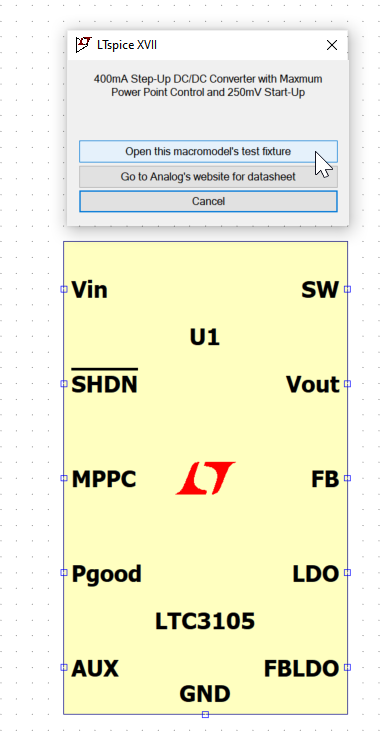 LTspice XVII
400mA Step-Up DC/DC Converter with Maxmum
Power Point Control and 250mV Start-Up
Open this macromodel's test fixture
Go to Analog's website for datasheet
Cancel
Vin
SW
U1
SHDN
Vout
MPPC
FB
Pgood
LDO
LTC3105
AUX
FBLDO
GND